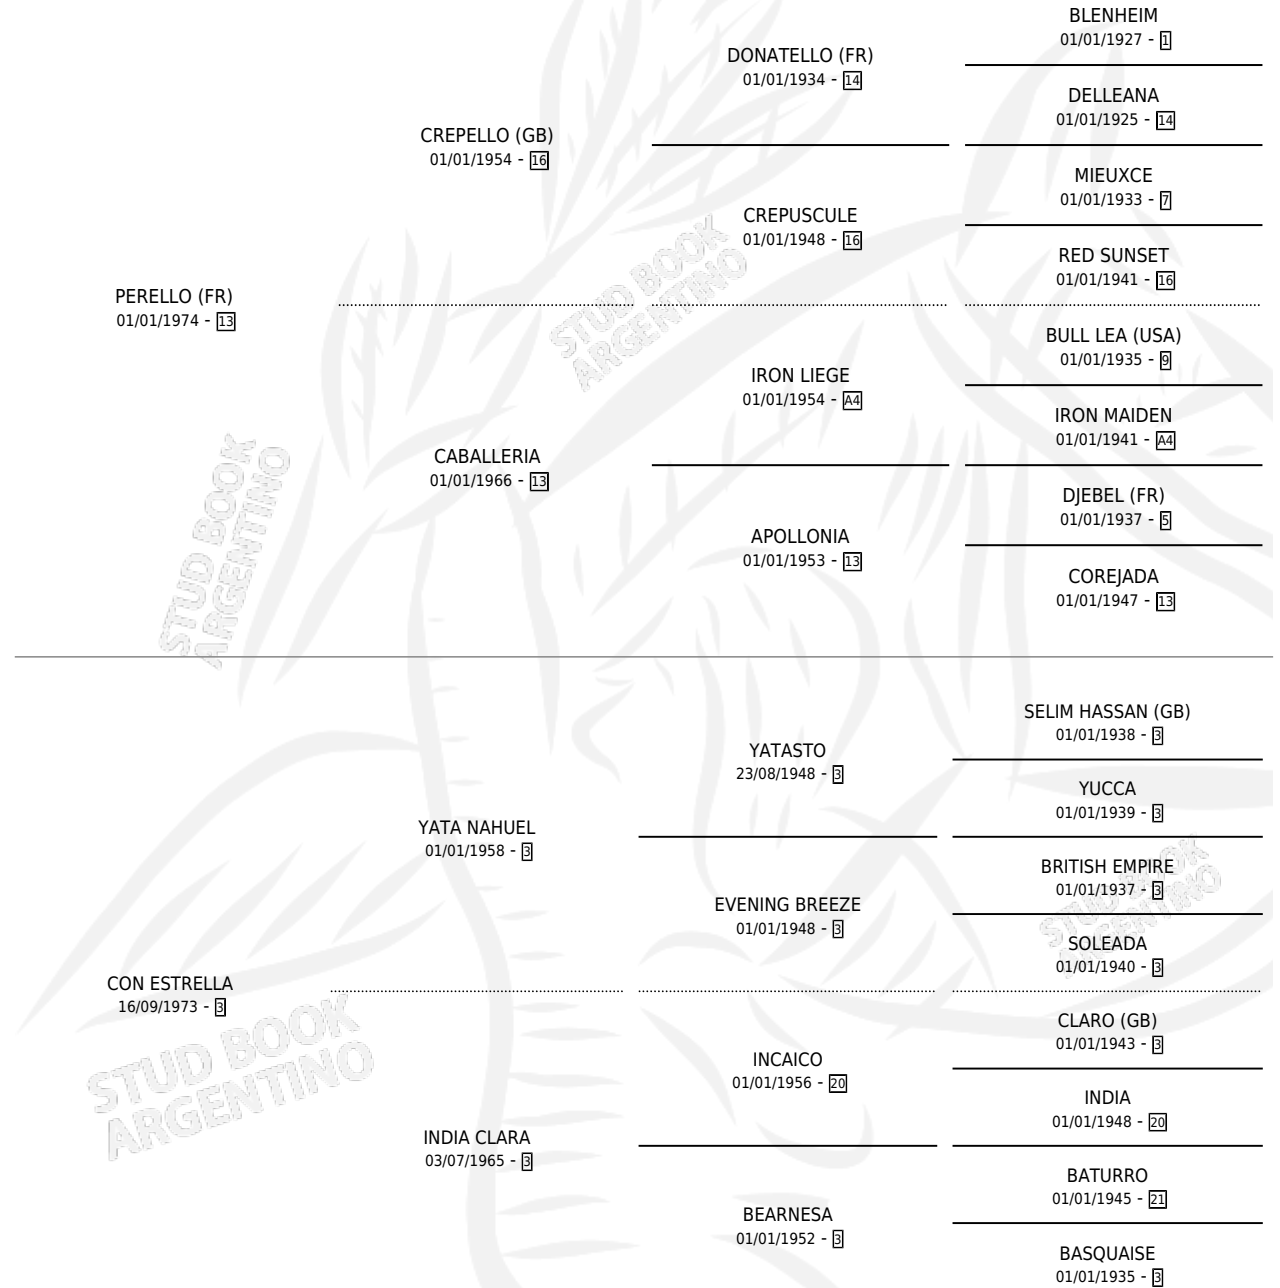 BLENHEIM
01/01/1927 - 1
DONATELLO (FR)
01/01/1934 - 14
DELLEANA
01/01/1925 - 14
CREPELLO (GB)
01/01/1954 - 16
MIEUXCE
01/01/1933 - 7
CREPUSCULE
01/01/1948 - 16
RED SUNSET
01/01/1941 - 16
PERELLO (FR)
01/01/1974 - 13
STUD BOOK
ARGENTINO
BULL LEA (USA)
01/01/1935 - 9
IRON LIEGE
01/01/1954 - A4
IRON MAIDEN
01/01/1941 - A4
CABALLERIA
01/01/1966 - 13
DJEBEL (FR)
01/01/1937 - 5
APOLLONIA
01/01/1953 - 13
COREJADA
01/01/1947 - 13
STUD BOOK
ARGENTINO
SELIM HASSAN (GB)
01/01/1938 - 3
YATASTO
23/08/1948 - 3
YUCCA
01/01/1939 - 3
YATA NAHUEL
01/01/1958 - 3
BRITISH EMPIRE
01/01/1937 - 3
EVENING BREEZE
01/01/1948 - 3
STUD BOOK
ARGENTINO
SOLEADA
01/01/1940 - 3
CON ESTRELLA
16/09/1973 - 3
CLARO (GB)
01/01/1943 - 3
INCAICO
01/01/1956 - 20
STUD BOOK
ARGENTINO
INDIA
01/01/1948 - 20
INDIA CLARA
03/07/1965 - 3
BATURRO
01/01/1945 - 21
BEARNESA
01/01/1952 - 3
BASQUAISE
01/01/1935 - 3